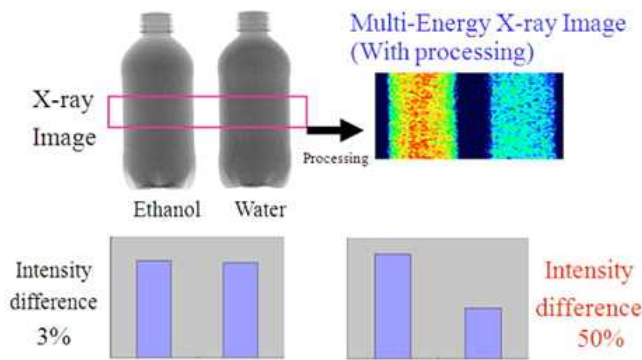 Multi-Energy X-ray Image
(With processing)
X-ray
Image
Processing
Ethanol Water
Intensity
difference
3%
Intensity
difference
50%